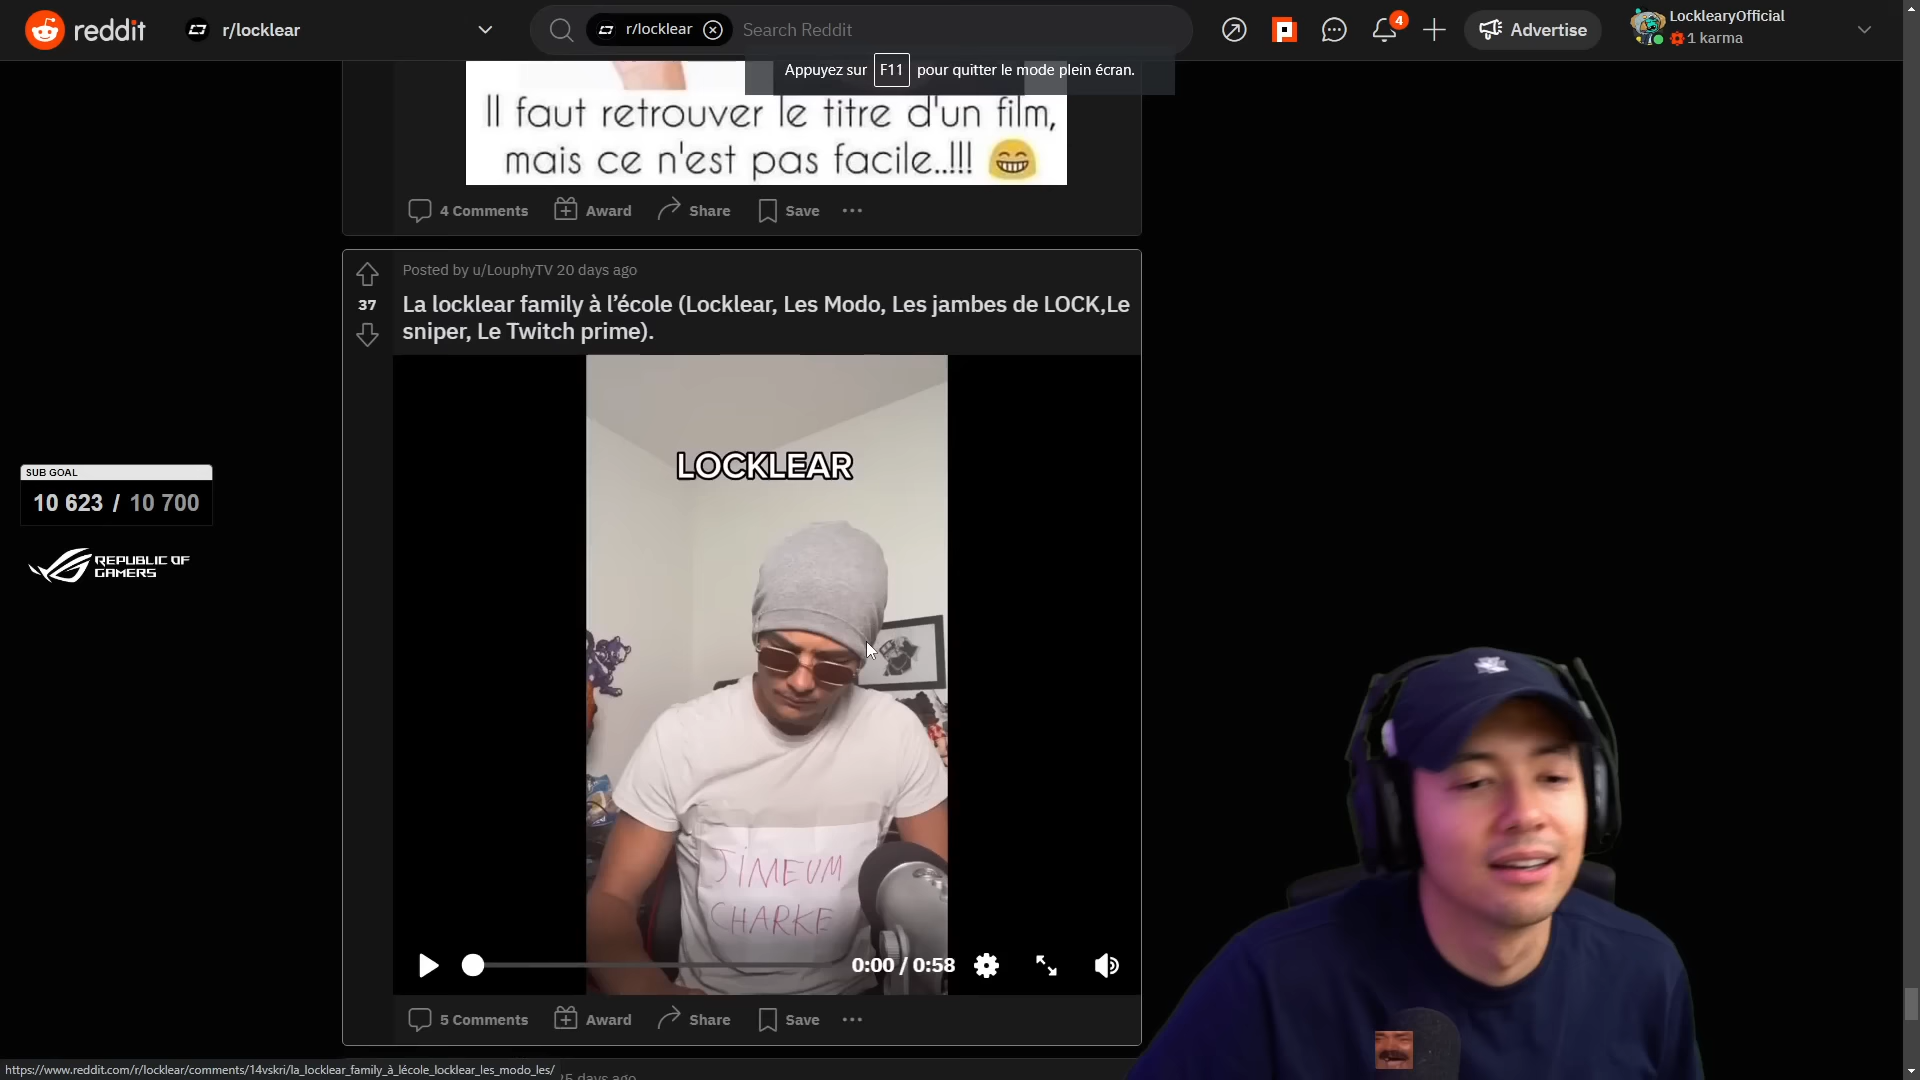 reddit
r/locklear
r/locklear
Search Reddit
4
Advertise
LocklearyOfficial
1 karma
Appuyez sur F11 pour quitter le mode plein écran.
Il faut retrouver le titre d'un film,
mais ce n'est pas facile..!!! 😁
4 Comments
Award
Share
Save
Posted by u/LouphyTV 20 days ago
37
La locklear family à l’école (Locklear, Les Modo, Les jambes de LOCK,Le
sniper, Le Twitch prime).
LOCKLEAR
SUB GOAL
10 623 / 10 700
REPUBLIC OF
GAMERS
JIMEUM
CHARKE
0:00 / 0:58
5 Comments
Award
Share
Save
https://www.reddit.com/r/locklear/comments/14vskri/la_locklear_family_à_lécole_locklear_les_modo_les/
days ago